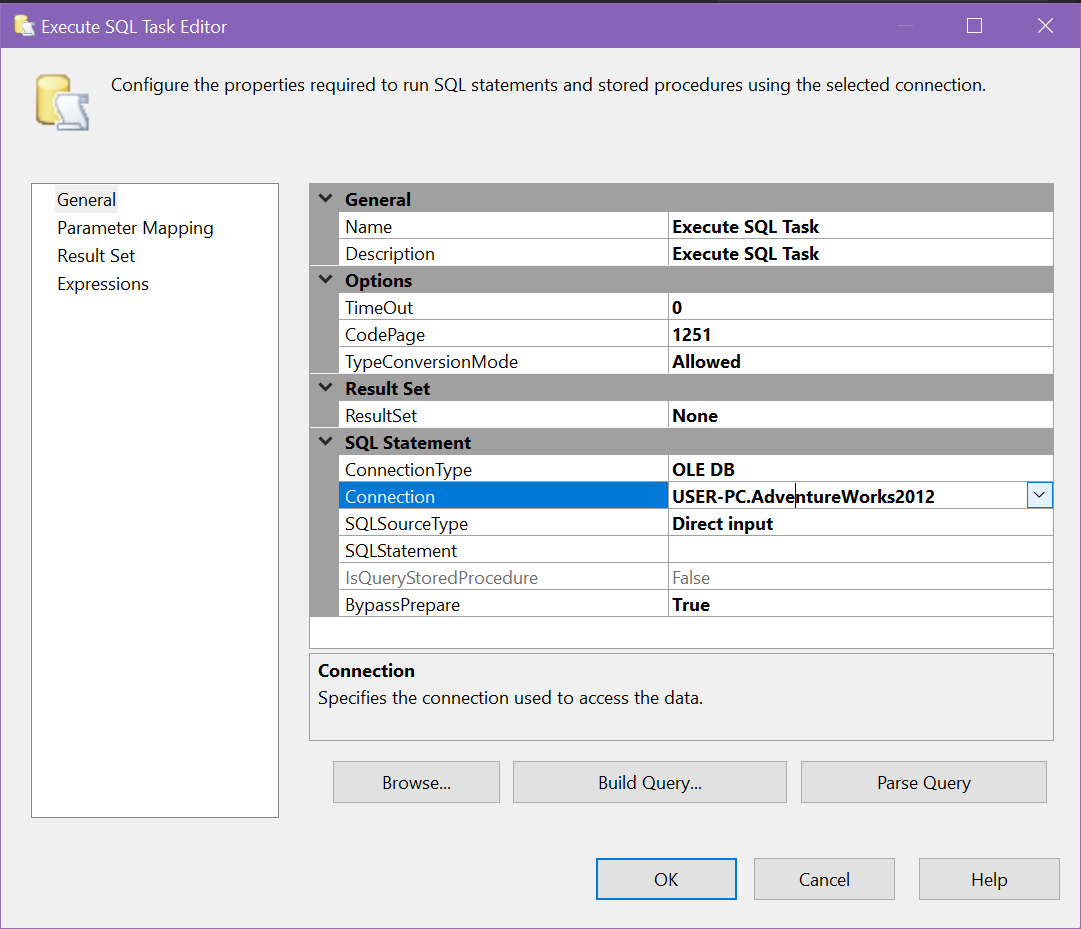 Execute SQL Task Editor
Configure the properties required to run SQL statements and stored procedures using the selected connection.
General
Parameter Mapping
Result Set
Expressions
General
Name Execute SQL Task
Description Execute SQL Task
Options
TimeOut 0
CodePage 1251
TypeConversionMode Allowed
Result Set
ResultSet None
SQL Statement
ConnectionType OLE DB
Connection USER-PC.AdventureWorks2012
SQLSourceType Direct input
SQLStatement
IsQueryStoredProcedure False
BypassPrepare True
Connection
Specifies the connection used to access the data.
Browse... Build Query... Parse Query
OK Cancel Help